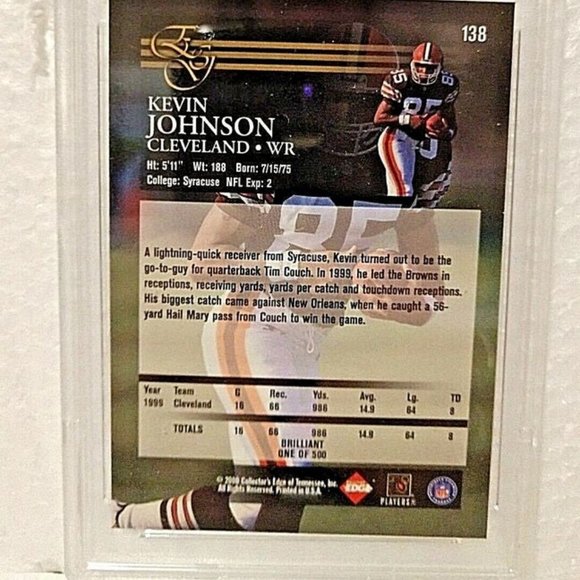 138
EG
KEVIN
JOHNSON
CLEVELAND • WR
Ht: 5'11" Wt: 188 Born: 7/15/75
College: Syracuse NFL Exp: 2
85
85
A lightning-quick receiver from Syracuse, Kevin turned out to be the
go-to-guy for quarterback Tim Couch. In 1999, he led the Browns in
receptions, receiving yards, yards per catch and touchdown receptions.
His biggest catch came against New Orleans, when he caught a 56-
yard Hail Mary pass from Couch to win the game.
Year Team G Rec. Yds. Avg. Lg. TD
1999 Cleveland 16 66 986 14.9 64 8
TOTALS 16 66 986 14.9 64 8
BRILLIANT
ONE OF 500
© 2000 Collector's Edge of Tennessee, Inc.
All Rights Reserved. Printed in U.S.A.
EDGE
PLAYERS
NFL